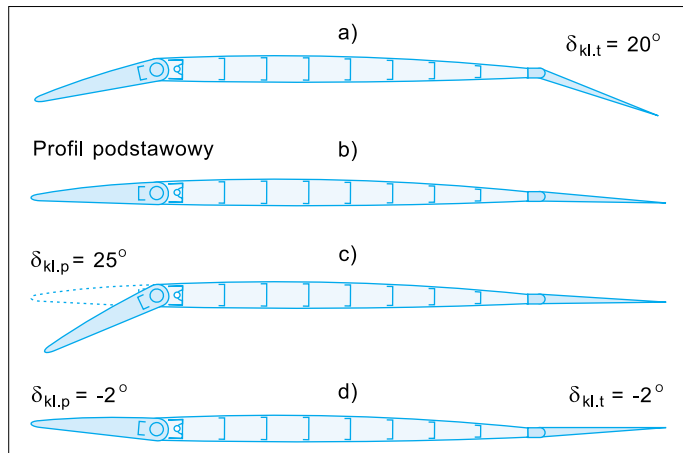 a)
δkl.t = 20°
Profil podstawowy
b)
δkl.p = 25°
c)
δkl.p = -2°
d)
δkl.t = -2°